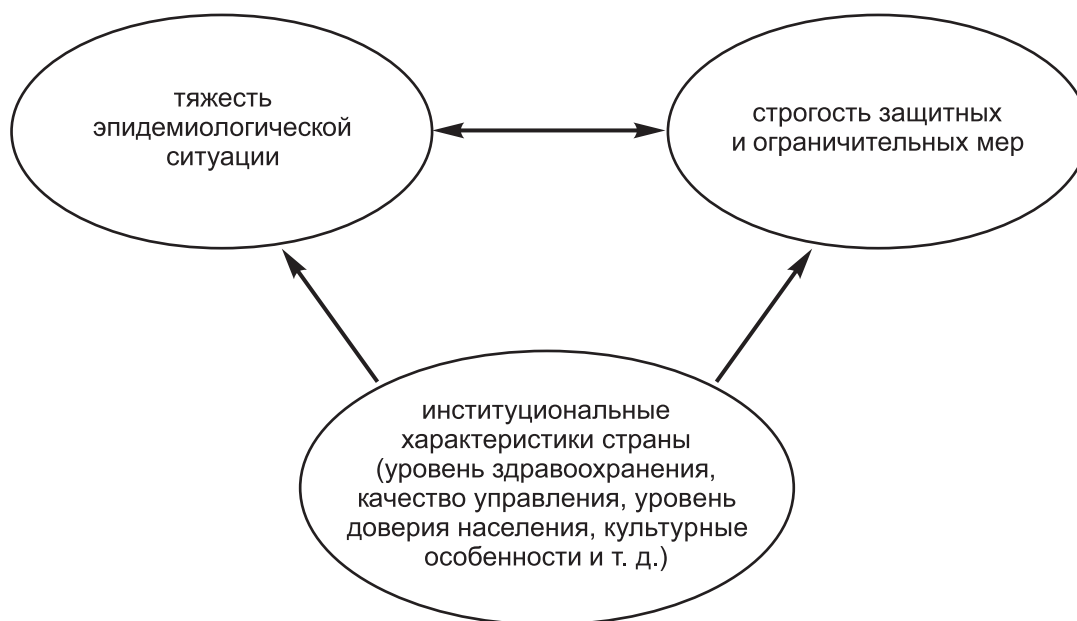 тяжесть
эпидемиологической
ситуации
строгость защитных
и ограничительных мер
институциональные
характеристики страны
(уровень здравоохранения,
качество управления, уровень
доверия населения, культурные
особенности и т. д.)